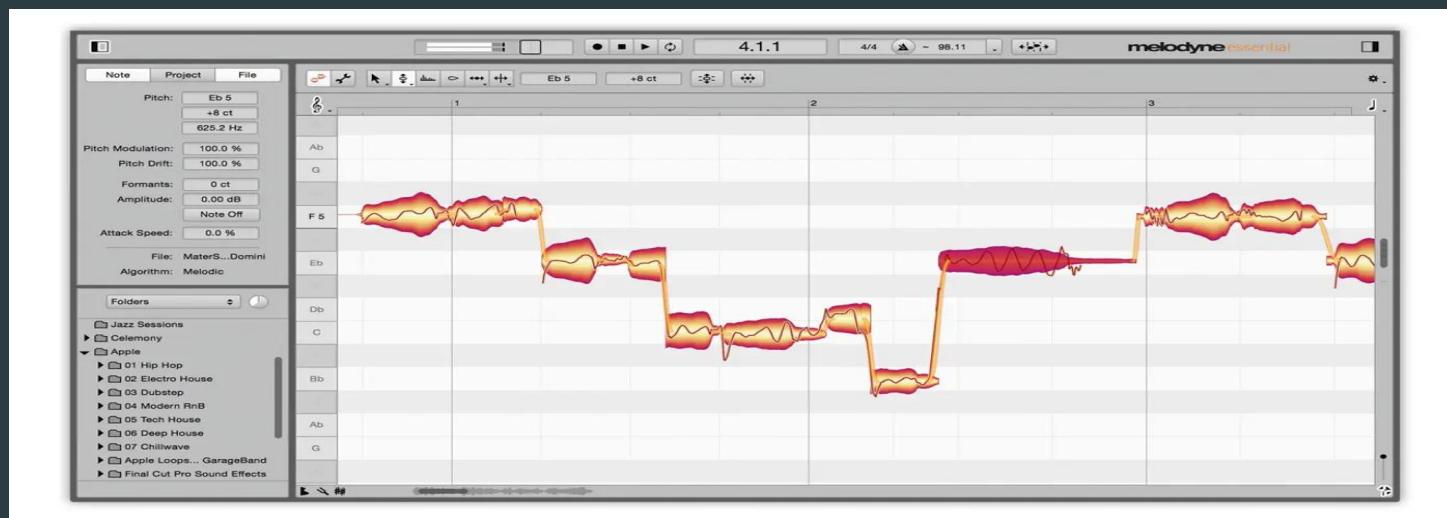 4.1.1
4/4
~ 98.11
melodyne essential
Note Project File
Eb 5
+8 ct
Pitch: Eb 5
+8 ct
625.2 Hz
Pitch Modulation: 100.0 %
Pitch Drift: 100.0 %
Formants: 0 ct
Amplitude: 0.00 dB
Note Off
Attack Speed: 0.0 %
File: MaterS...Domini
Algorithm: Melodic
Folders
Jazz Sessions
Celemony
Apple
01 Hip Hop
02 Electro House
03 Dubstep
04 Modern RnB
05 Tech House
06 Deep House
07 Chillwave
Apple Loops... GarageBand
Final Cut Pro Sound Effects
1 2 3
Ab
G
F 5
Eb
Db
C
Bb
Ab
G